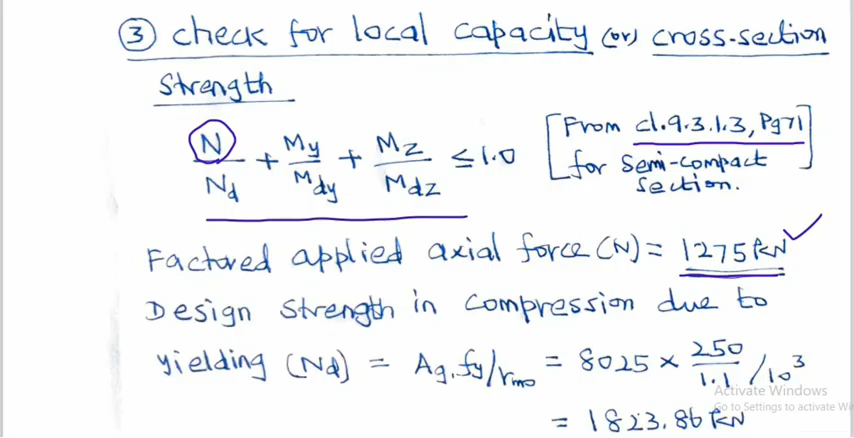 ③ Check for local capacity (or) cross-section
Strength
N/Nd + My/Mdy + Mz/Mdz ≤ 1.0 [From cl.9.3.1.3, Pg71
for Semi-compact
section.]
Factored applied axial force (N) = 1275 kN ✓
Design strength in compression due to
yielding (Nd) = Ag.fy/γmo = 8025 × 250/1.1 /10³
Activate Windows
Go to Settings to activate Wi
= 1823.86 kN